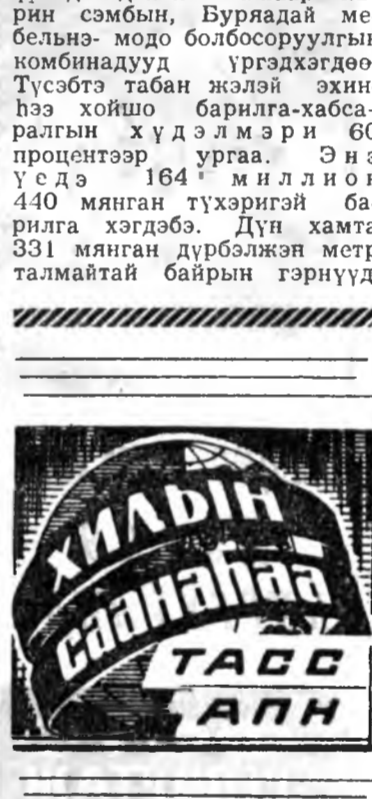 рин сэмбын, Буряадай ме-
бельнэ- модо болбосоруулгын
комбинадууд үргэдхэгдөө
Түсэбтэ табан жэлэй эхин-
һээ хойшо барилга-хабса-
ралгын хүдэлмэри 60
процентээр ургаа. Энэ
үедэ 164 миллион
440 мянган түхэригэй ба-
рилга хэгдэбэ. Дүн хамта
331 мянган дүрбэлжэн метр
талмайтай байрын гэрнүүд
ХИЛЫН
саанаһаа
ТАСС
АПН